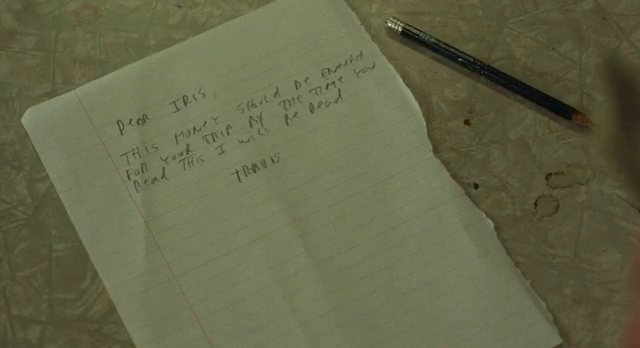 Dear IRIS,
THIS MONEY SHOULD BE ENOUGH
FOR YOUR TRIP. BY THE TIME YOU
READ THIS I WILL BE DEAD
TRAVIS